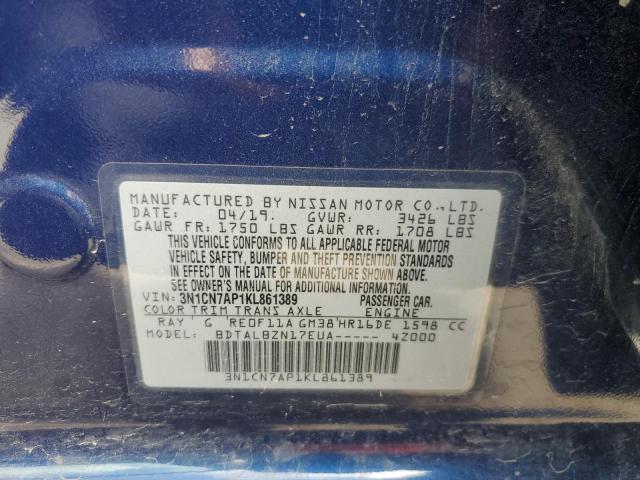 MANUFACTURED BY NISSAN MOTOR CO., LTD.
DATE: 04/19. GVWR: 3426 LBS
GAWR FR: 1750 LBS GAWR RR: 1708 LBS
THIS VEHICLE CONFORMS TO ALL APPLICABLE FEDERAL MOTOR
VEHICLE SAFETY, BUMPER AND THEFT PREVENTION STANDARDS
IN EFFECT ON THE DATE OF MANUFACTURE SHOWN ABOVE.
SEE OWNER'S MANUAL FOR ADDITIONAL INFORMATION.
VIN: 3N1CN7AP1KL861389 PASSENGER CAR.
COLOR TRIM TRANS AXLE ENGINE
RAY G RE0F11A GM38 HR16DE 1598 CC
MODEL: BDTALBZN17EUA----- 4Z000
3N1CN7AP1KL861389